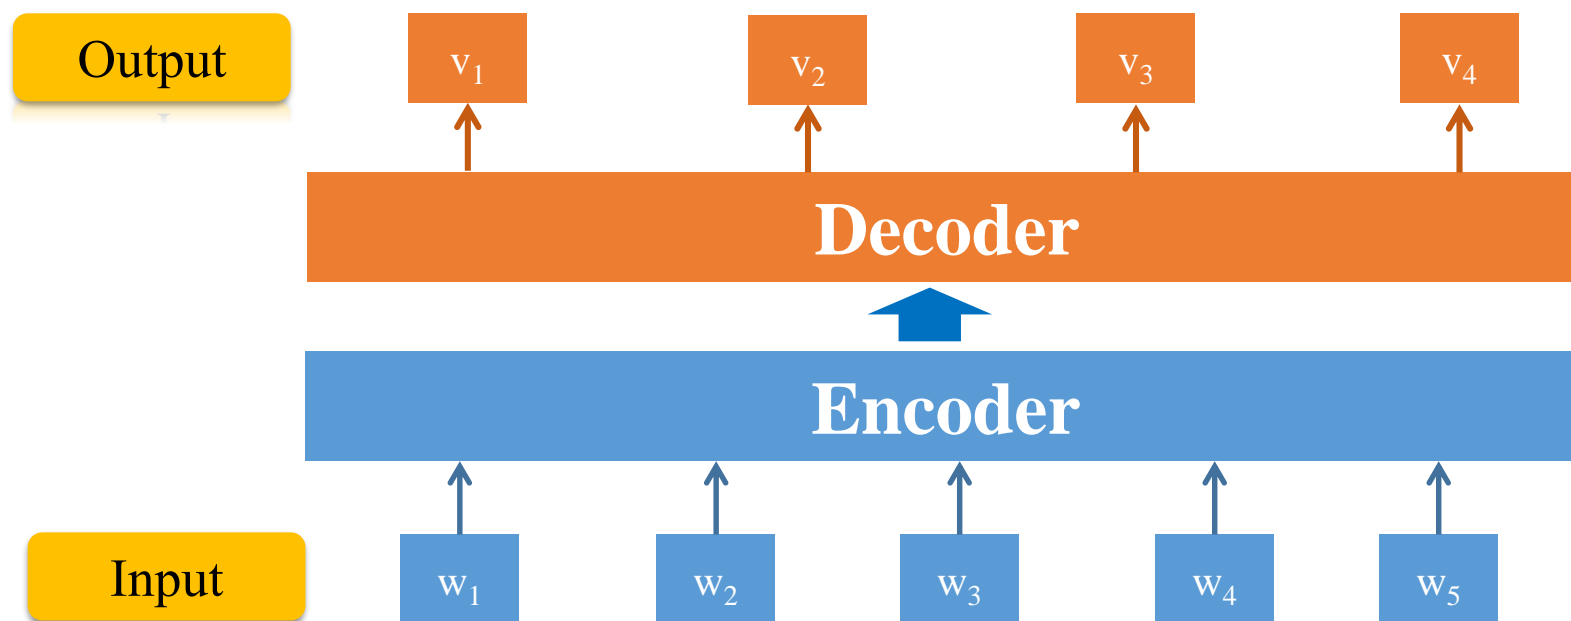 Output v₁ v₂ v₃ v₄
Decoder
Encoder
Input w₁ w₂ w₃ w₄ w₅